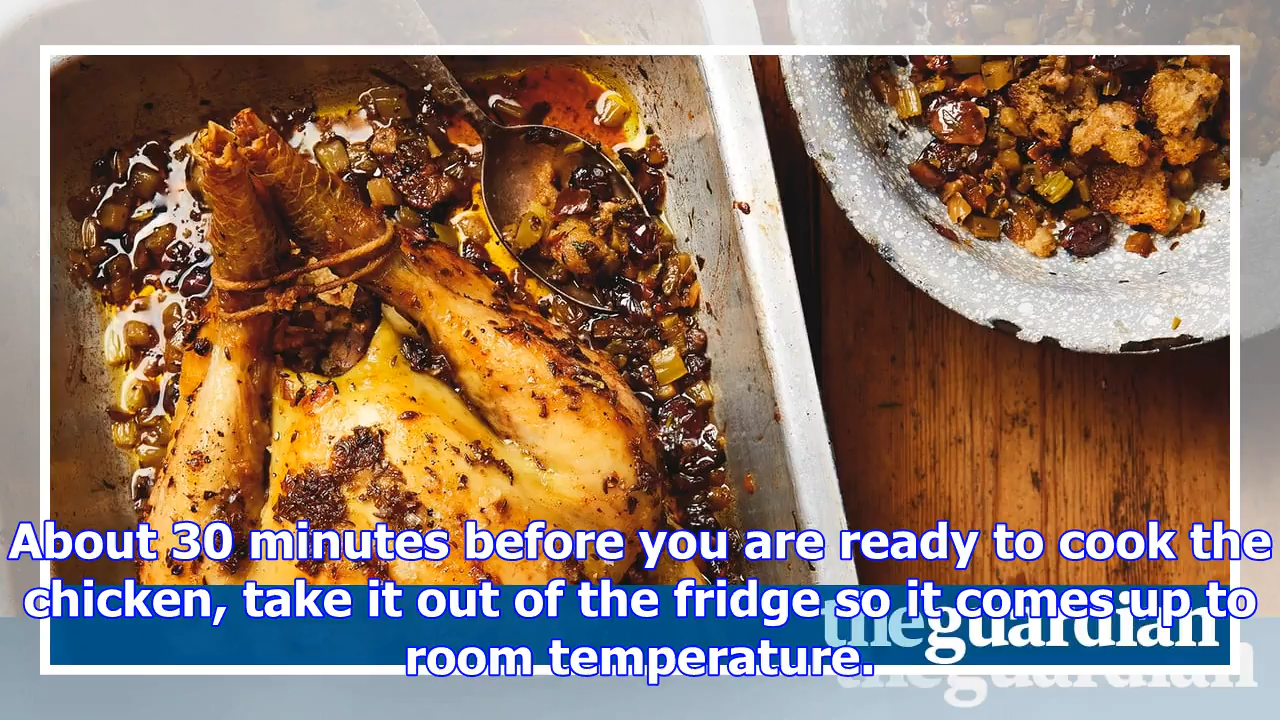 About 30 minutes before you are ready to cook the
chicken, take it out of the fridge so it comes up to
room temperature.
theguardian
theguardian